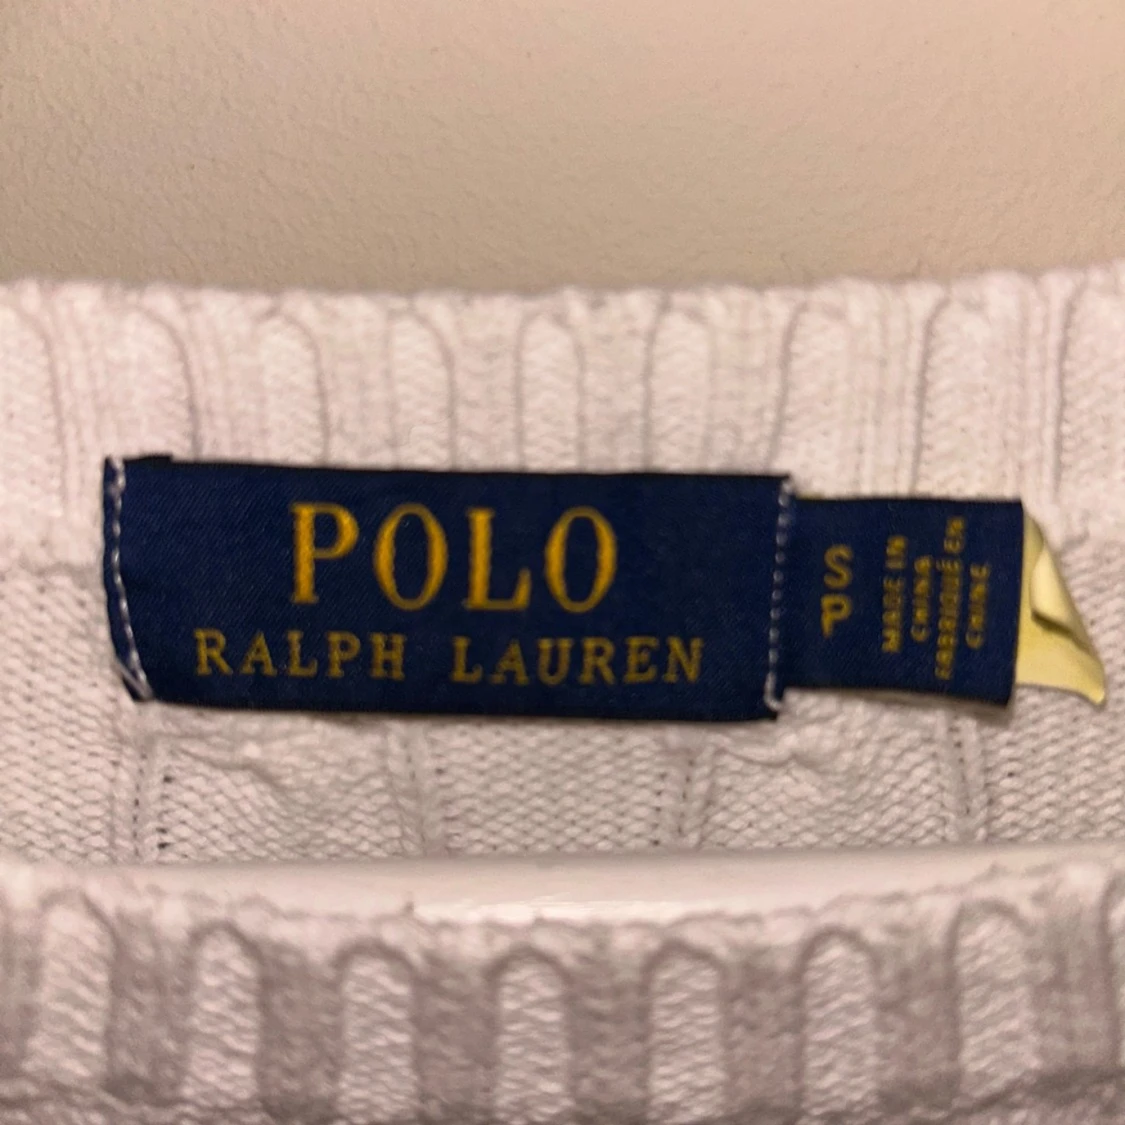 POLO
RALPH LAUREN
S
P
MADE IN
CHINA
FABRIQUÉ EN
CHINE